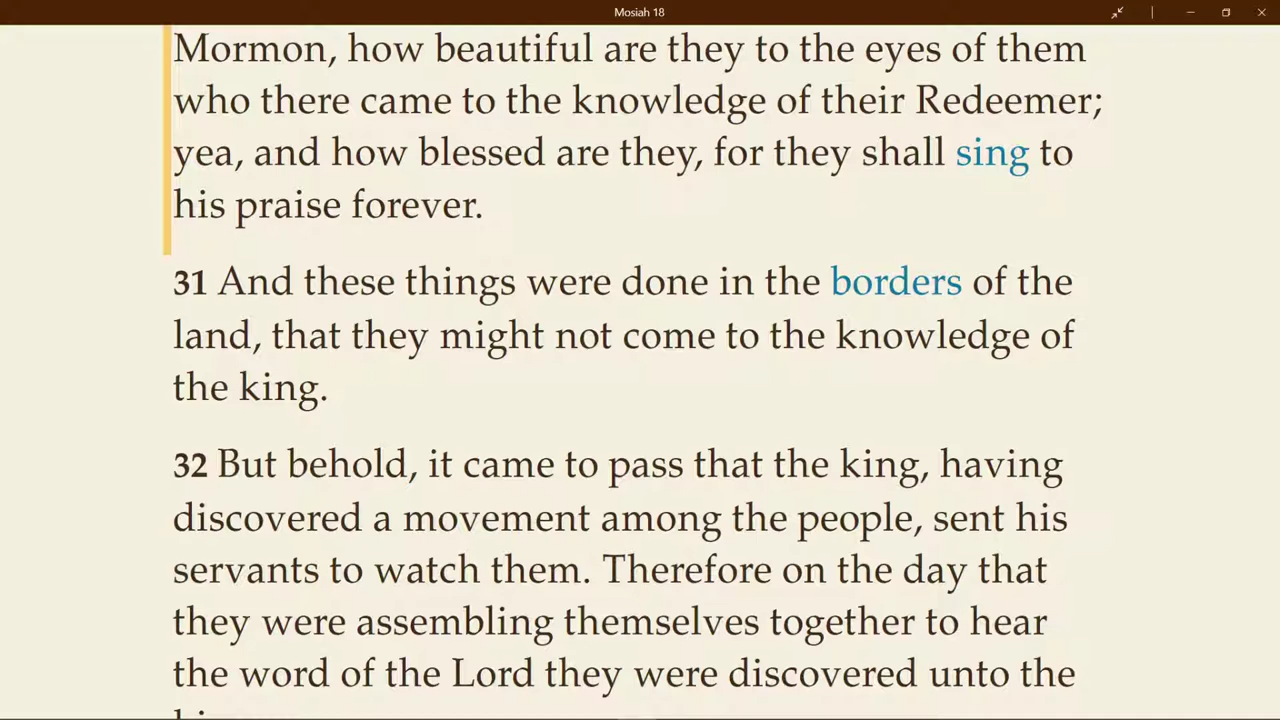 Mosiah 18
Mormon, how beautiful are they to the eyes of them
who there came to the knowledge of their Redeemer;
yea, and how blessed are they, for they shall sing to
his praise forever.
31 And these things were done in the borders of the
land, that they might not come to the knowledge of
the king.
32 But behold, it came to pass that the king, having
discovered a movement among the people, sent his
servants to watch them. Therefore on the day that
they were assembling themselves together to hear
the word of the Lord they were discovered unto the